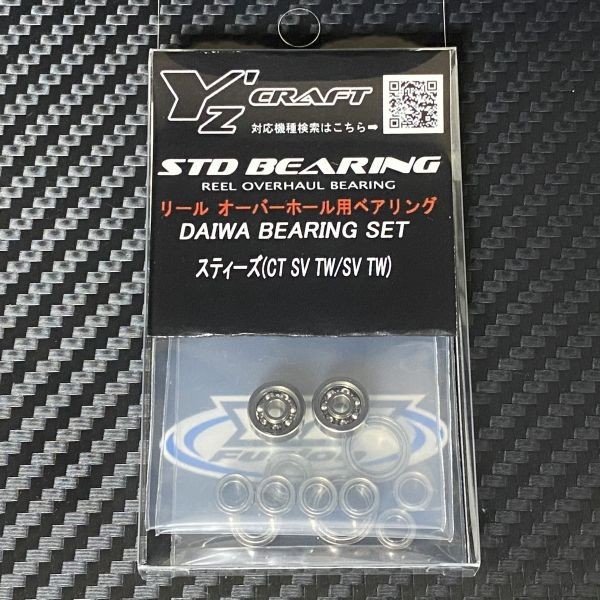 Y'z CRAFT
対応機種検索はこちら➡
STD BEARING
REEL OVERHAUL BEARING
リール オーバーホール用ベアリング
DAIWA BEARING SET
スティーズ(CT SV TW/SV TW)